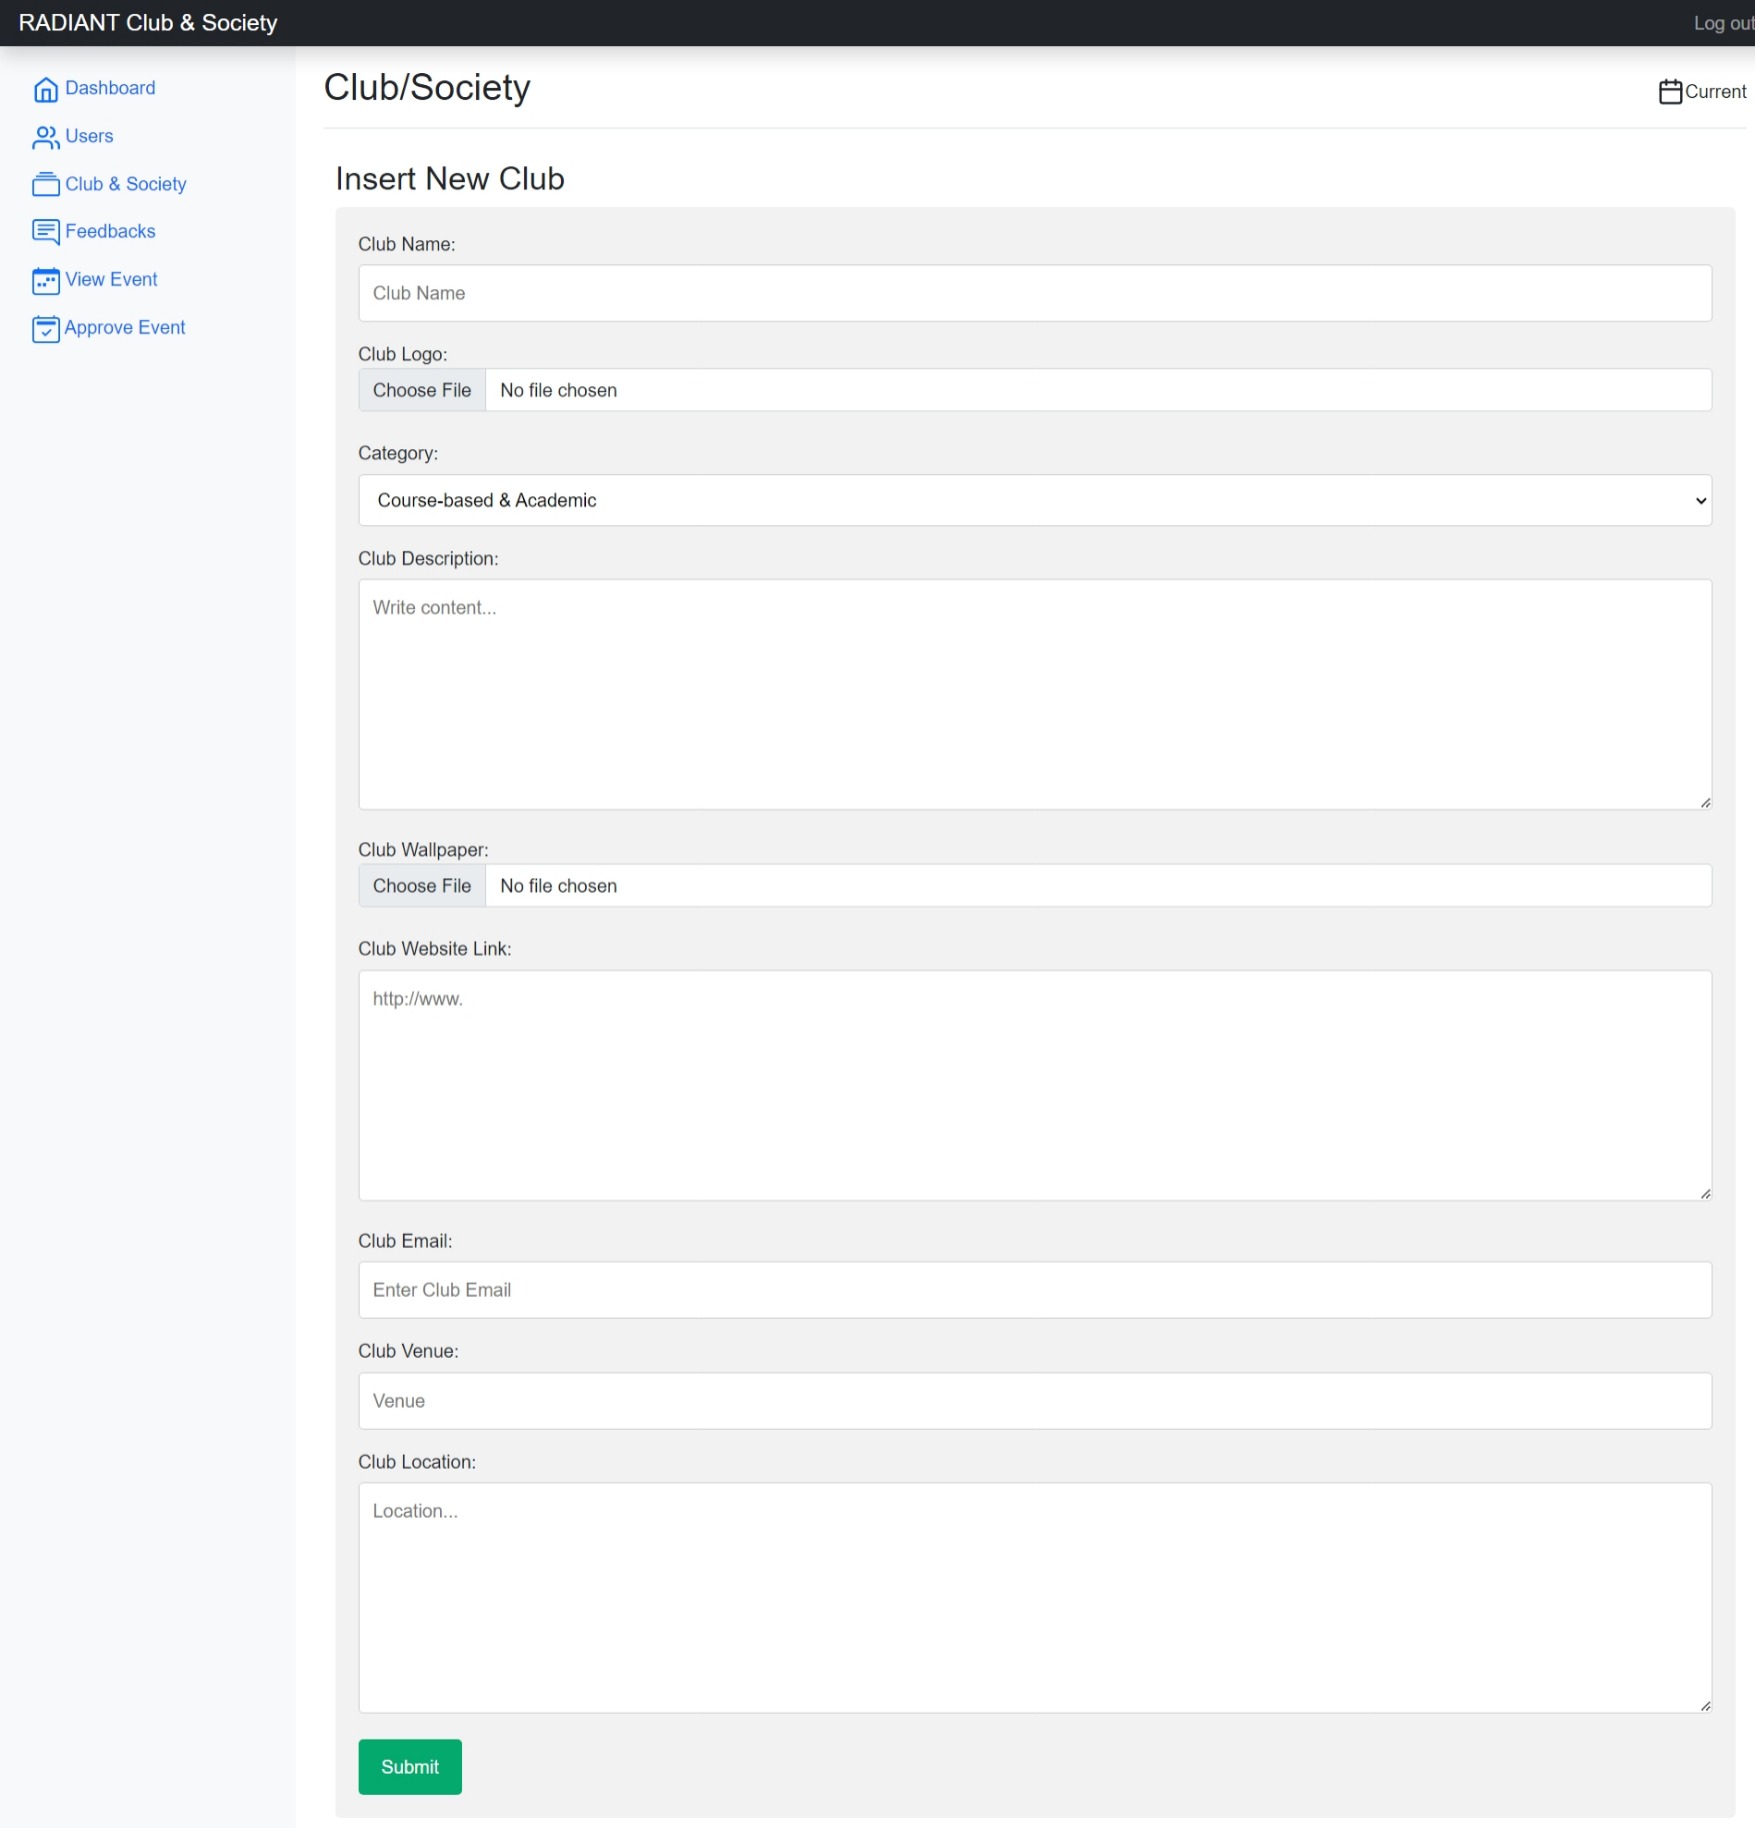 RADIANT Club & Society
Log out
Dashboard
Users
Club & Society
Feedbacks
View Event
Approve Event
Club/Society
Current
Insert New Club
Club Name:
Club Name
Club Logo:
Choose File No file chosen
Category:
Course-based & Academic
Club Description:
Write content...
Club Wallpaper:
Choose File No file chosen
Club Website Link:
http://www.
Club Email:
Enter Club Email
Club Venue:
Venue
Club Location:
Location...
Submit